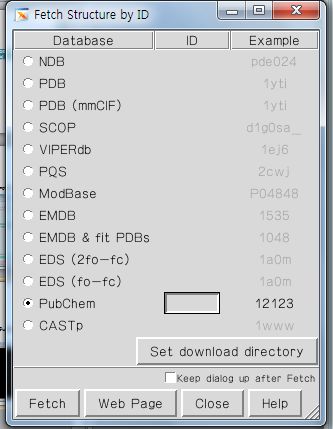 Fetch Structure by ID
Database ID Example
NDB pde024
PDB 1yti
PDB (mmCIF) 1yti
SCOP d1g0sa_
VIPERdb 1ej6
PQS 2cwj
ModBase P04848
EMDB 1535
EMDB & fit PDBs 1048
EDS (2fo-fc) 1a0m
EDS (fo-fc) 1a0m
PubChem 12123
CASTp 1www
Set download directory
Keep dialog up after Fetch
Fetch Web Page Close Help